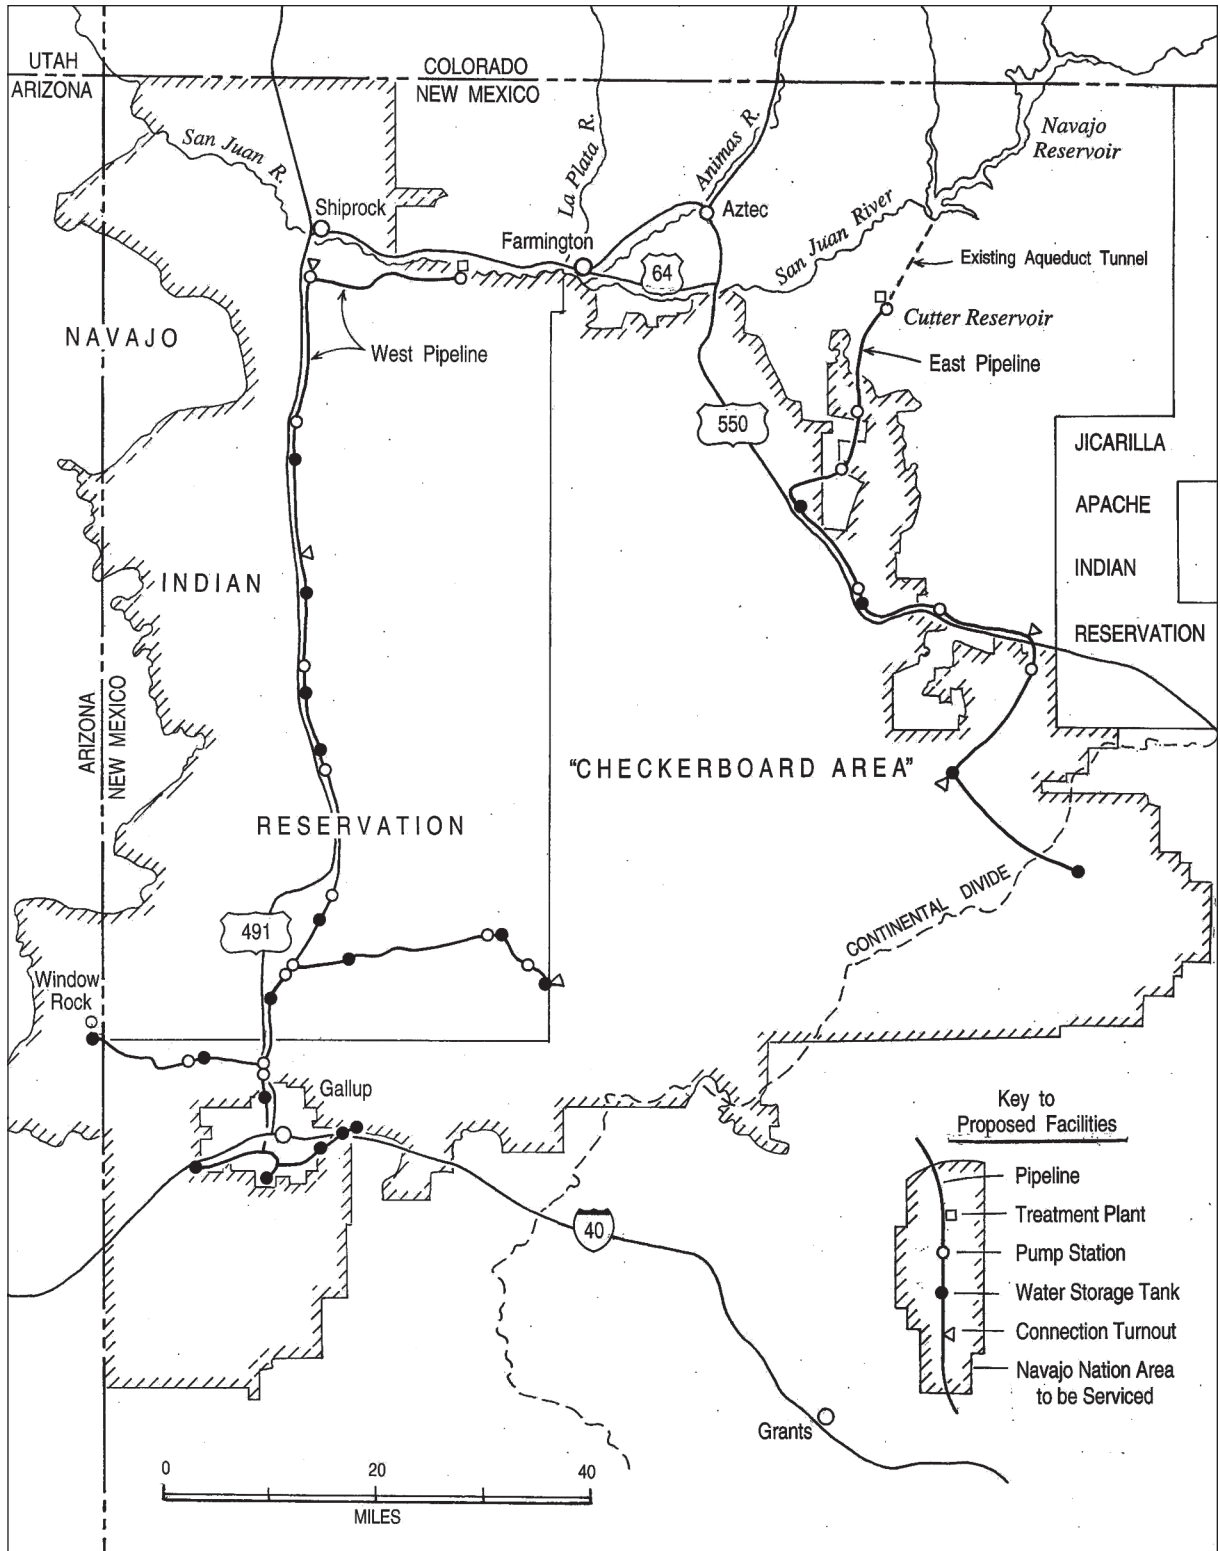 UTAH
ARIZONA
COLORADO
NEW MEXICO
San Juan R.
La Plata R.
Animas R.
Navajo
Reservoir
Shiprock
Farmington
Aztec
San Juan River
64
Existing Aqueduct Tunnel
Cutter Reservoir
NAVAJO
West Pipeline
East Pipeline
550
JICARILLA
APACHE
INDIAN
RESERVATION
INDIAN
ARIZONA
NEW MEXICO
"CHECKERBOARD AREA"
RESERVATION
CONTINENTAL DIVIDE
491
Window
Rock
Gallup
40
Grants
Key to
Proposed Facilities
Pipeline
Treatment Plant
Pump Station
Water Storage Tank
Connection Turnout
Navajo Nation Area
to be Serviced
0 20 40
MILES